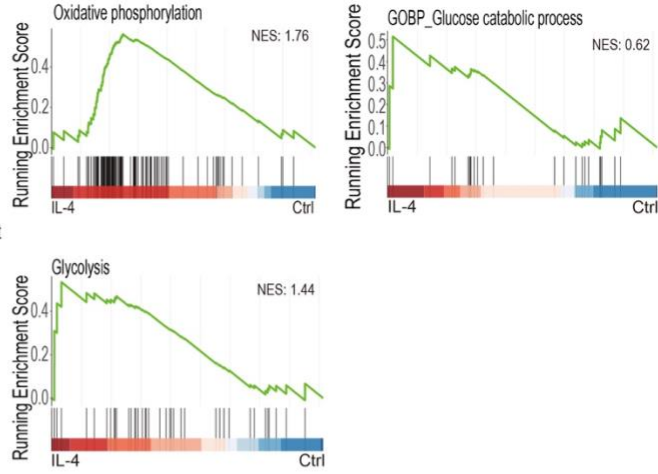 Oxidative phosphorylation
NES: 1.76
Running Enrichment Score
0.4
0.2
0.0
IL-4
Ctrl
GOBP_Glucose catabolic process
NES: 0.62
Running Enrichment Score
0.5
0.4
0.3
0.2
0.1
0.0
IL-4
Ctrl
Glycolysis
NES: 1.44
Running Enrichment Score
0.4
0.2
0.0
IL-4
Ctrl